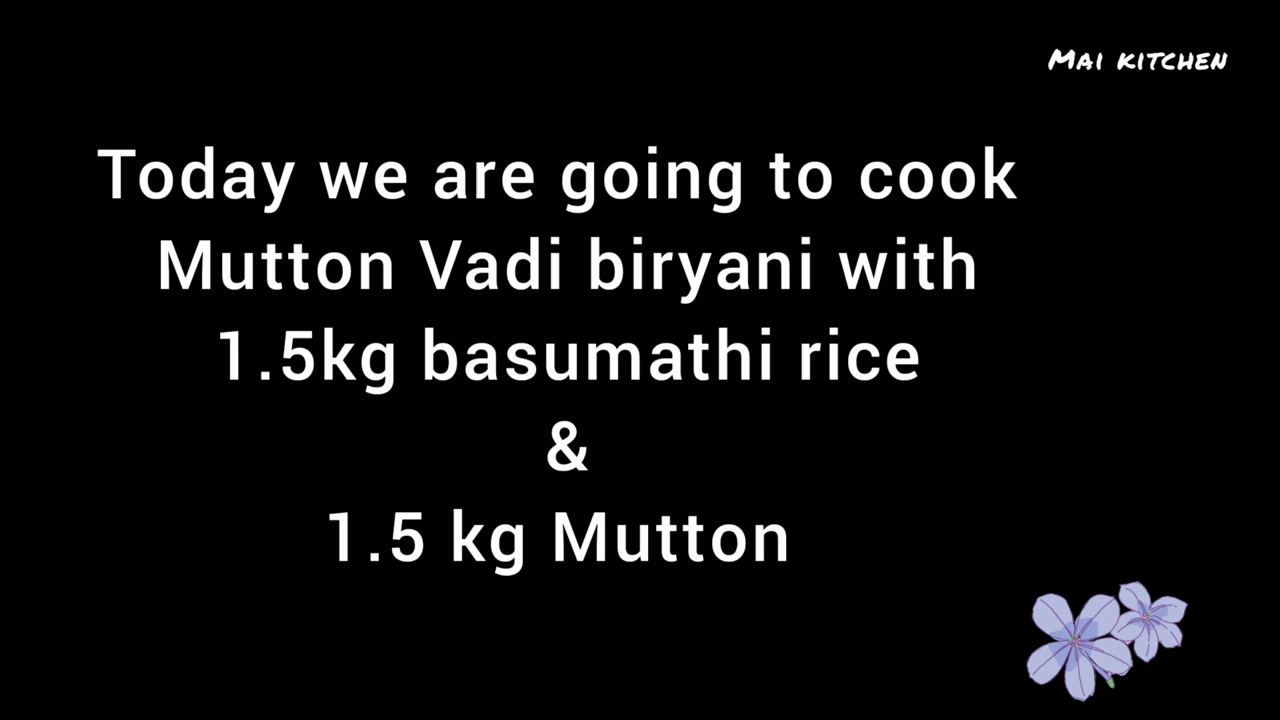 Mai kitchen
Today we are going to cook
Mutton Vadi biryani with
1.5kg basumathi rice
&
1.5 kg Mutton